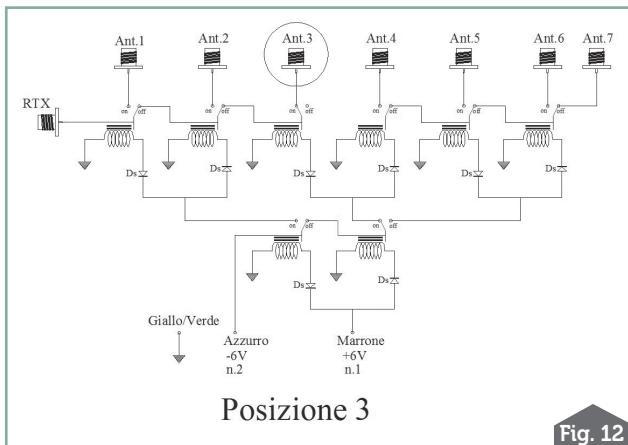 Ant.1 Ant.2 Ant.3 Ant.4 Ant.5 Ant.6 Ant.7
RTX
on off on off on off on off on off on off
Ds Ds Ds Ds Ds Ds
on off on off
Ds Ds
Giallo/Verde
Azzurro Marrone
-6V +6V
n.2 n.1
Posizione 3
Fig. 12